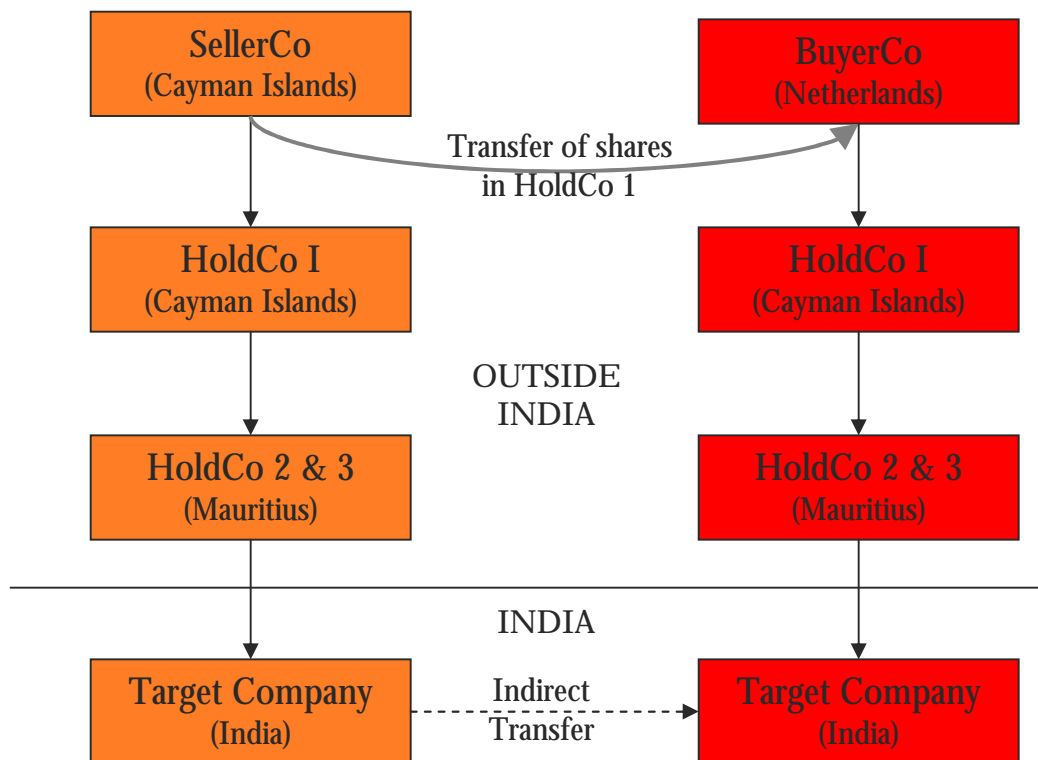 SellerCo
(Cayman Islands)
BuyerCo
(Netherlands)
Transfer of shares
in HoldCo 1
HoldCo I
(Cayman Islands)
HoldCo I
(Cayman Islands)
OUTSIDE
INDIA
HoldCo 2 & 3
(Mauritius)
HoldCo 2 & 3
(Mauritius)
INDIA
Target Company
(India)
Indirect
Transfer
Target Company
(India)